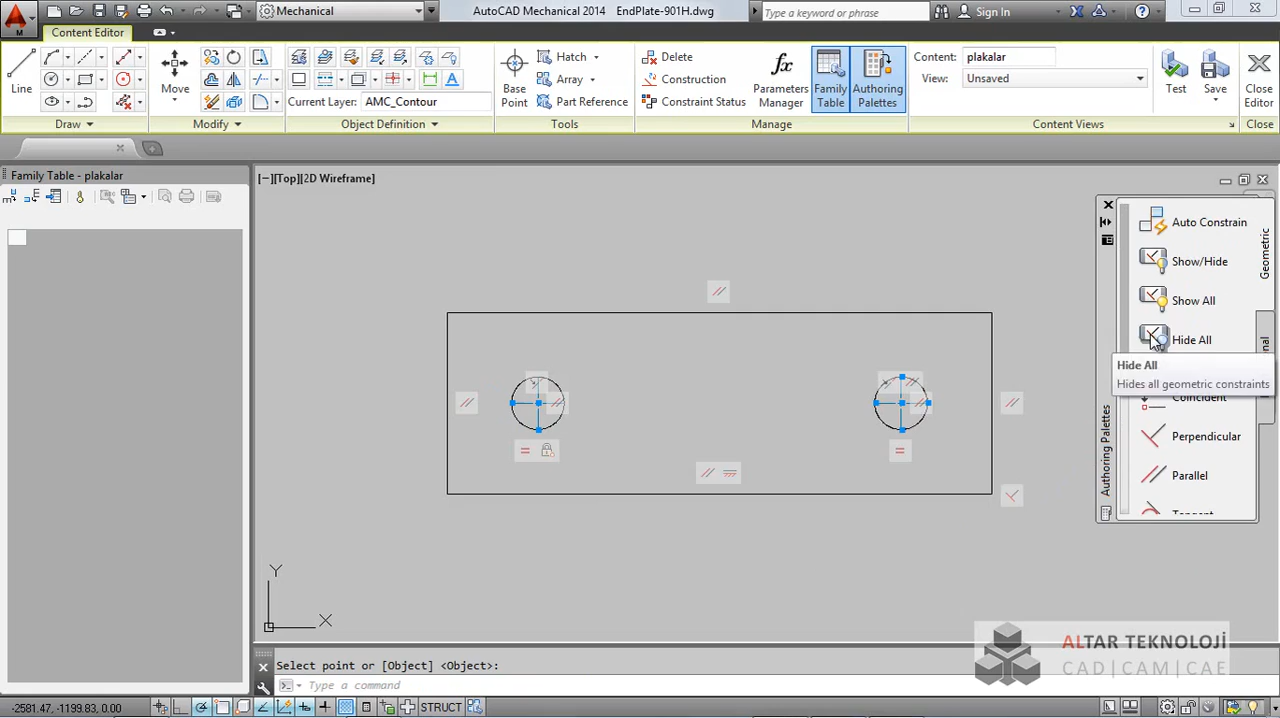 Mechanical
AutoCAD Mechanical 2014 EndPlate-901H.dwg
Type a keyword or phrase
Sign In
M
Content Editor
Line
Move
Current Layer: AMC_Contour
Base Point
Hatch
Array
Part Reference
Delete
Construction
Constraint Status
fx
Parameters Manager
Family Table
Authoring Palettes
Content: plakalar
View: Unsaved
Test
Save
Close Editor
Draw
Modify
Object Definition
Tools
Manage
Content Views
Close
Family Table - plakalar
[−][Top][2D Wireframe]
Auto Constrain
Show/Hide
Show All
Hide All
Hide All
Hides all geometric constraints
Coincident
Perpendicular
Parallel
Tangent
Geometric
Authoring Palettes
Y
X
ALTAR TEKNOLOJİ
CAD|CAM|CAE
Select point or [Object] <Object>:
Type a command
-2581.47, -1199.83, 0.00
STRUCT